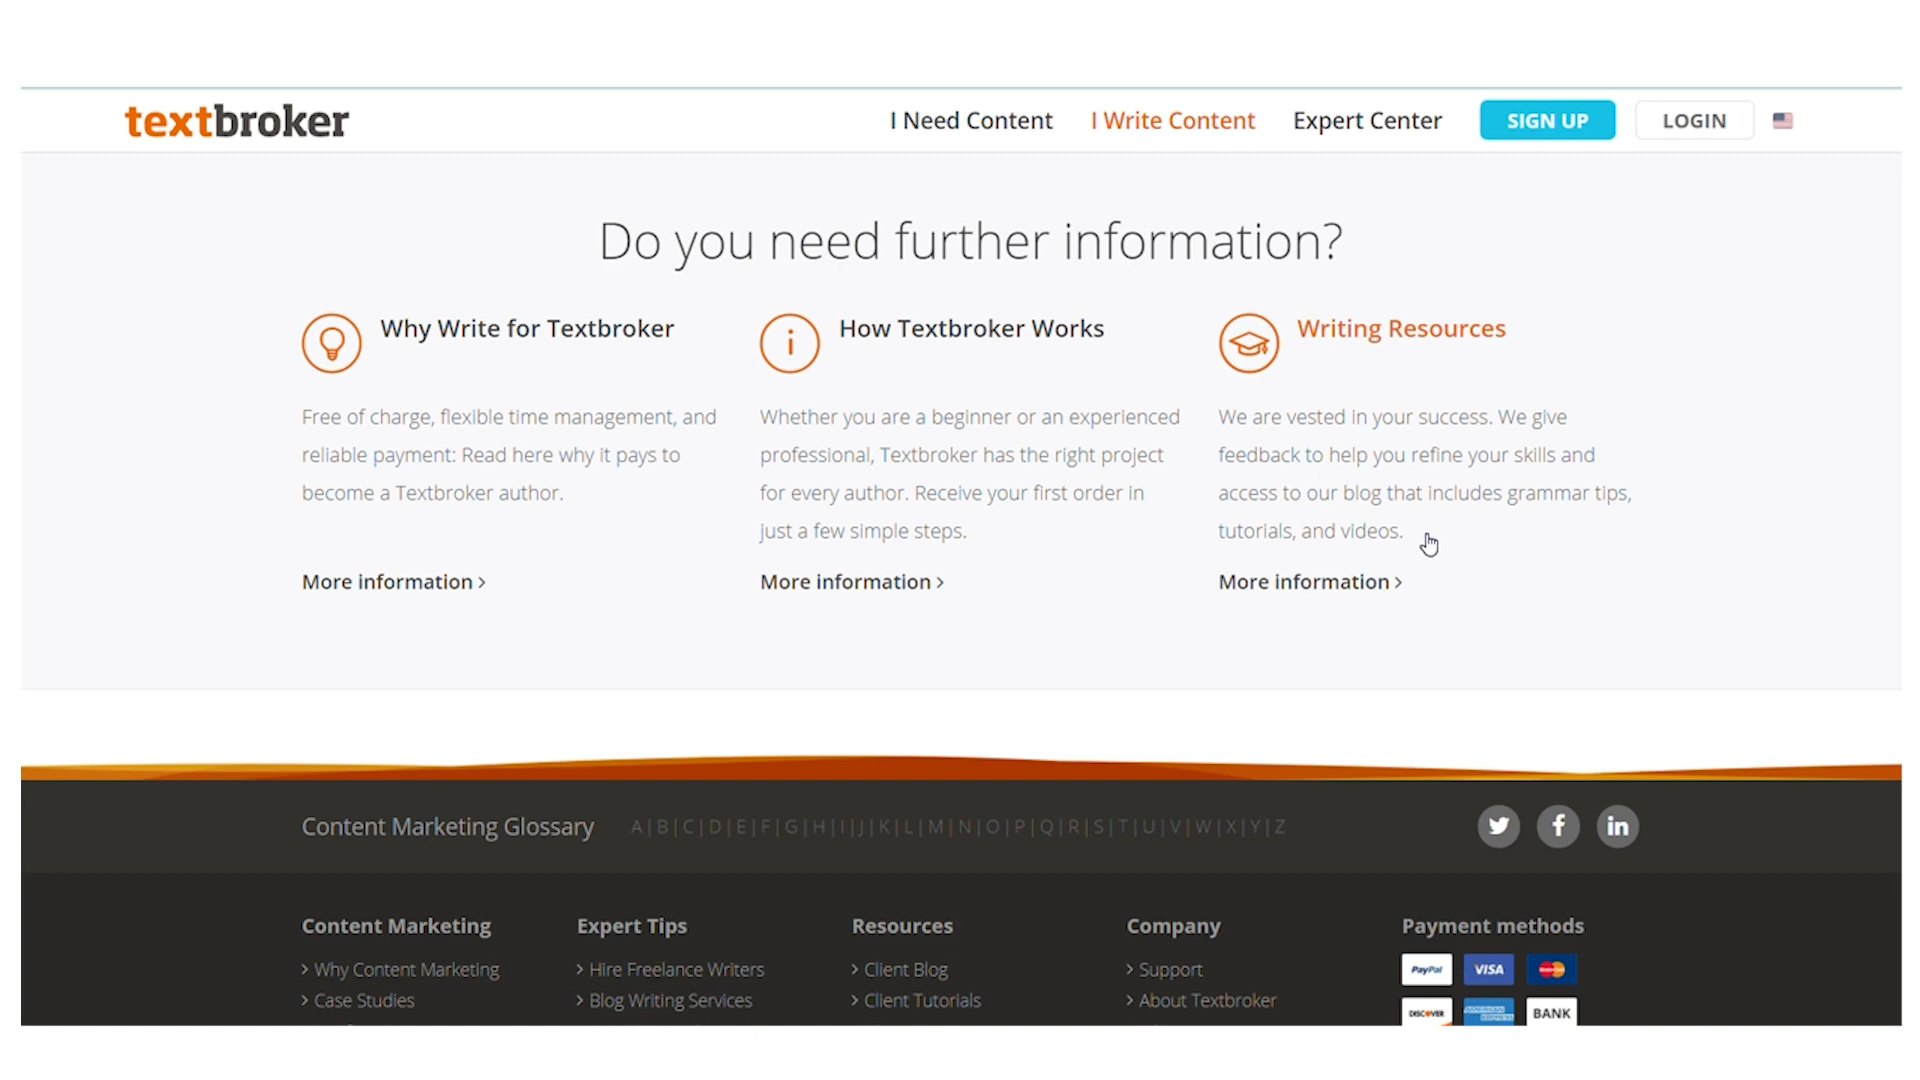 textbroker
I Need Content
I Write Content
Expert Center
SIGN UP
LOGIN
Do you need further information?
Why Write for Textbroker
Free of charge, flexible time management, and
reliable payment: Read here why it pays to
become a Textbroker author.
More information >
How Textbroker Works
Whether you are a beginner or an experienced
professional, Textbroker has the right project
for every author. Receive your first order in
just a few simple steps.
More information >
Writing Resources
We are vested in your success. We give
feedback to help you refine your skills and
access to our blog that includes grammar tips,
tutorials, and videos.
More information >
Content Marketing Glossary
A|B|C|D|E|F|G|H|I|J|K|L|M|N|O|P|Q|R|S|T|U|V|W|X|Y|Z
Content Marketing
> Why Content Marketing
> Case Studies
Expert Tips
> Hire Freelance Writers
> Blog Writing Services
Resources
> Client Blog
> Client Tutorials
Company
> Support
> About Textbroker
Payment methods
PayPal
VISA
MasterCard
DISCOVER
AMERICAN EXPRESS
BANK